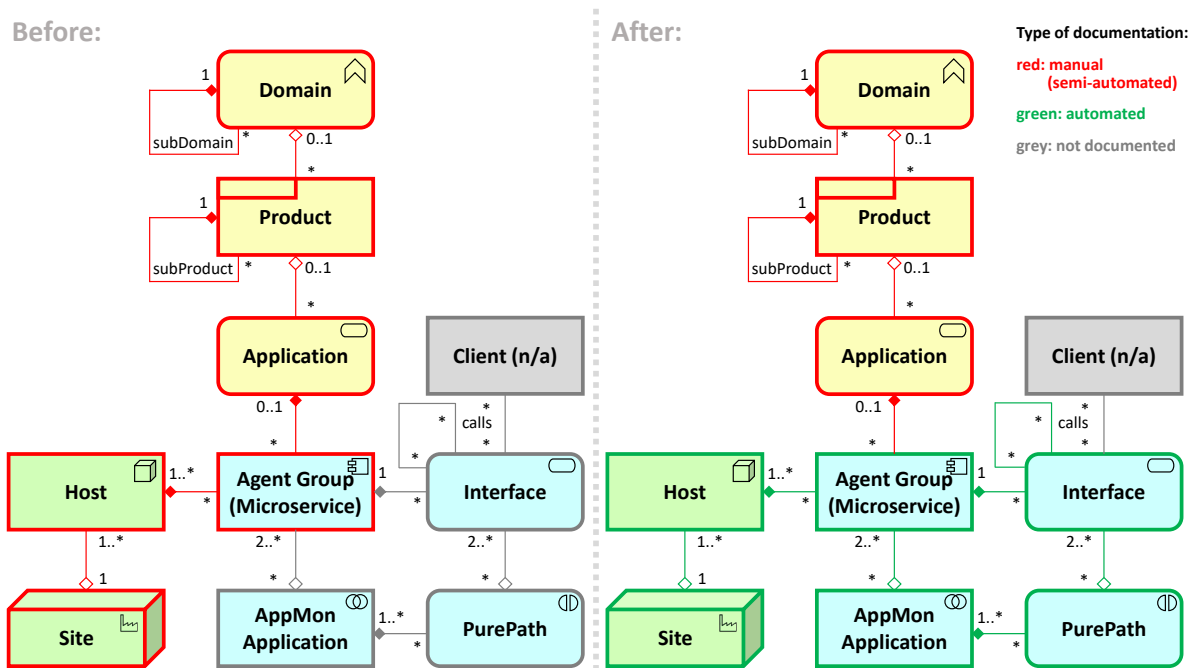 Before:
1
Domain
subDomain
*
0..1
*
1
Product
subProduct
*
0..1
*
Application
Client (n/a)
0..1
*
*
calls
*
*
*
Host
1..*
*
Agent Group
(Microservice)
1
*
Interface
1..*
1
2..*
*
2..*
*
Site
AppMon
Application
1..*
*
PurePath
After:
1
Domain
subDomain
*
0..1
*
1
Product
subProduct
*
0..1
*
Application
Client (n/a)
0..1
*
*
calls
*
*
*
Host
1..*
*
Agent Group
(Microservice)
1
*
Interface
1..*
1
2..*
*
2..*
*
Site
AppMon
Application
1..*
*
PurePath
Type of documentation:
red: manual
(semi-automated)
green: automated
grey: not documented